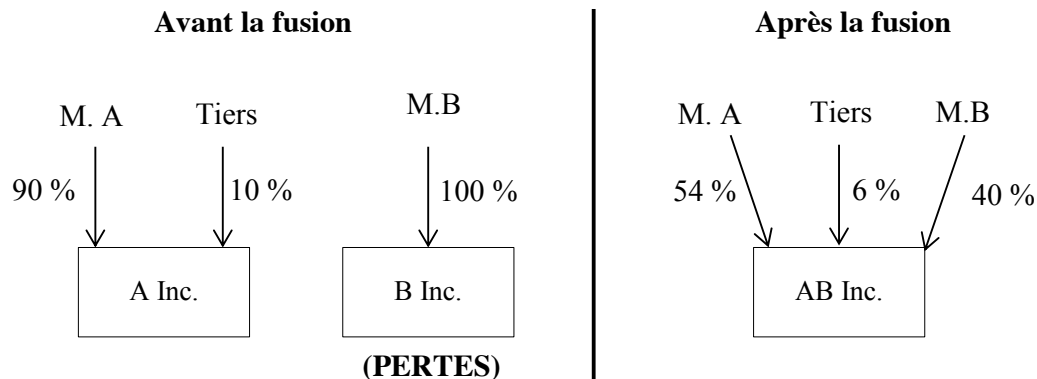 Avant la fusion
M. A Tiers M.B
90 % 10 % 100 %
A Inc. B Inc.
(PERTES)
Après la fusion
M. A Tiers M.B
54 % 6 % 40 %
AB Inc.